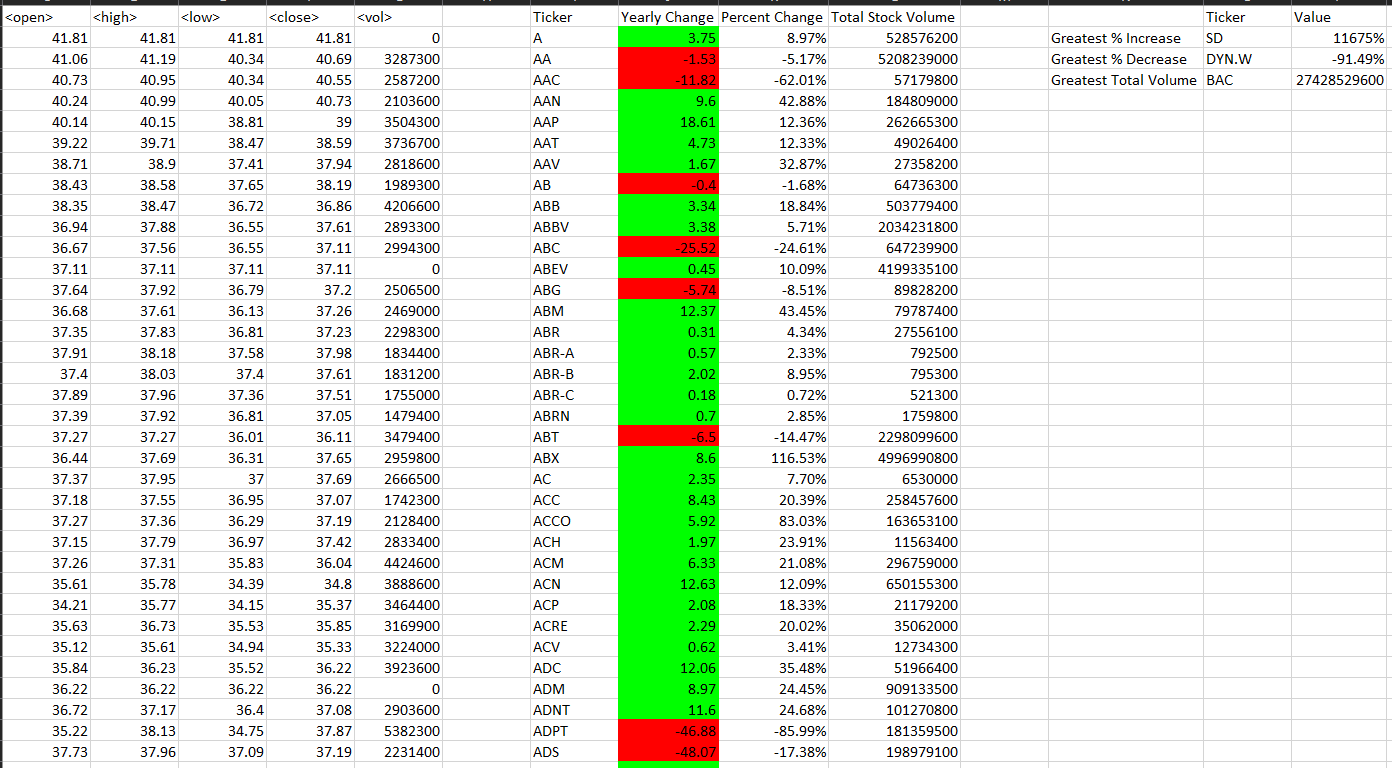 <open> <high> <low> <close> <vol> Ticker Yearly Change Percent Change Total Stock Volume Ticker Value
41.81 41.81 41.81 41.81 0 A 3.75 8.97% 528576200 Greatest % Increase SD 11675%
41.06 41.19 40.34 40.69 3287300 AA -1.53 -5.17% 5208239000 Greatest % Decrease DYN.W -91.49%
40.73 40.95 40.34 40.55 2587200 AAC -11.82 -62.01% 57179800 Greatest Total Volume BAC 27428529600
40.24 40.99 40.05 40.73 2103600 AAN 9.6 42.88% 184809000
40.14 40.15 38.81 39 3504300 AAP 18.61 12.36% 262665300
39.22 39.71 38.47 38.59 3736700 AAT 4.73 12.33% 49026400
38.71 38.9 37.41 37.94 2818600 AAV 1.67 32.87% 27358200
38.43 38.58 37.65 38.19 1989300 AB -0.4 -1.68% 64736300
38.35 38.47 36.72 36.86 4206600 ABB 3.34 18.84% 503779400
36.94 37.88 36.55 37.61 2893300 ABBV 3.38 5.71% 2034231800
36.67 37.56 36.55 37.11 2994300 ABC -25.52 -24.61% 647239900
37.11 37.11 37.11 37.11 0 ABEV 0.45 10.09% 4199335100
37.64 37.92 36.79 37.2 2506500 ABG -5.74 -8.51% 89828200
36.68 37.61 36.13 37.26 2469000 ABM 12.37 43.45% 79787400
37.35 37.83 36.81 37.23 2298300 ABR 0.31 4.34% 27556100
37.91 38.18 37.58 37.98 1834400 ABR-A 0.57 2.33% 792500
37.4 38.03 37.4 37.61 1831200 ABR-B 2.02 8.95% 795300
37.89 37.96 37.36 37.51 1755000 ABR-C 0.18 0.72% 521300
37.39 37.92 36.81 37.05 1479400 ABRN 0.7 2.85% 1759800
37.27 37.27 36.01 36.11 3479400 ABT -6.5 -14.47% 2298099600
36.44 37.69 36.31 37.65 2959800 ABX 8.6 116.53% 4996990800
37.37 37.95 37 37.69 2666500 AC 2.35 7.70% 6530000
37.18 37.55 36.95 37.07 1742300 ACC 8.43 20.39% 258457600
37.27 37.36 36.29 37.19 2128400 ACCO 5.92 83.03% 163653100
37.15 37.79 36.97 37.42 2833400 ACH 1.97 23.91% 11563400
37.26 37.31 35.83 36.04 4424600 ACM 6.33 21.08% 296759000
35.61 35.78 34.39 34.8 3888600 ACN 12.63 12.09% 650155300
34.21 35.77 34.15 35.37 3464400 ACP 2.08 18.33% 21179200
35.63 36.73 35.53 35.85 3169900 ACRE 2.29 20.02% 35062000
35.12 35.61 34.94 35.33 3224000 ACV 0.62 3.41% 12734300
35.84 36.23 35.52 36.22 3923600 ADC 12.06 35.48% 51966400
36.22 36.22 36.22 36.22 0 ADM 8.97 24.45% 909133500
36.72 37.17 36.4 37.08 2903600 ADNT 11.6 24.68% 101270800
35.22 38.13 34.75 37.87 5382300 ADPT -46.88 -85.99% 181359500
37.73 37.96 37.09 37.19 2231400 ADS -48.07 -17.38% 198979100